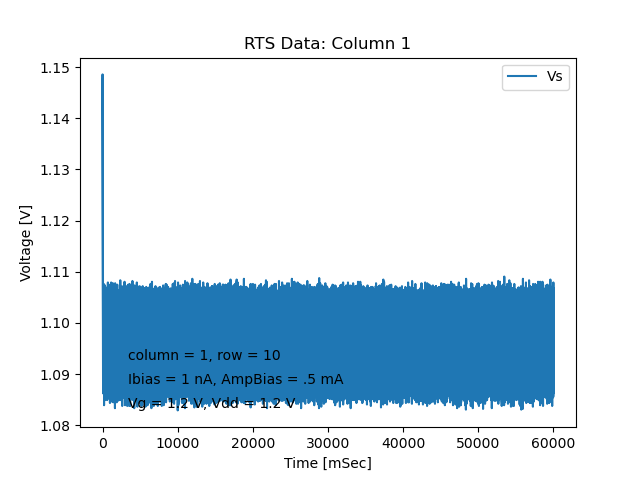 RTS Data: Column 1
Vs
1.15
1.14
1.13
1.12
1.11
1.10
1.09
1.08
Voltage [V]
column = 1, row = 10
Ibias = 1 nA, AmpBias = .5 mA
Vg = 1.2 V, Vdd = 1.2 V
0 10000 20000 30000 40000 50000 60000
Time [mSec]